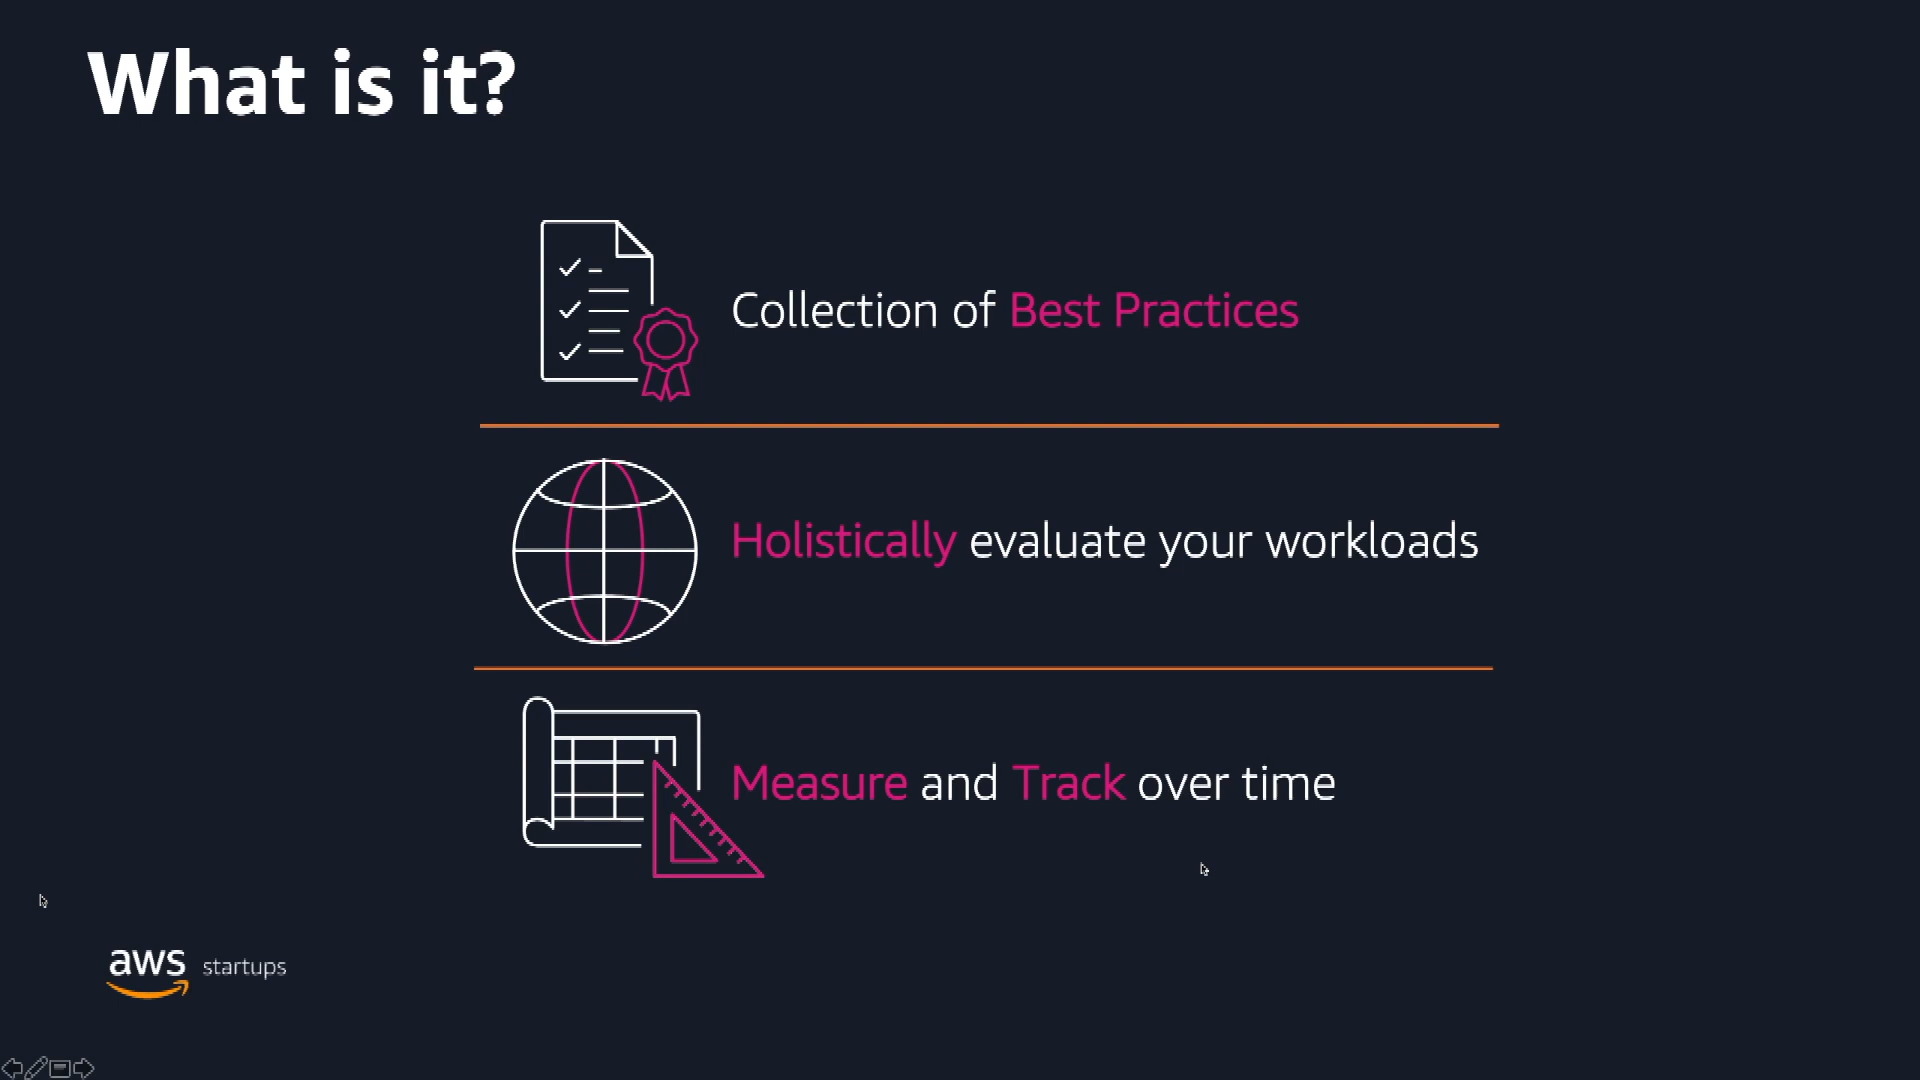 What is it?
Collection of Best Practices
Holistically evaluate your workloads
Measure and Track over time
aws startups